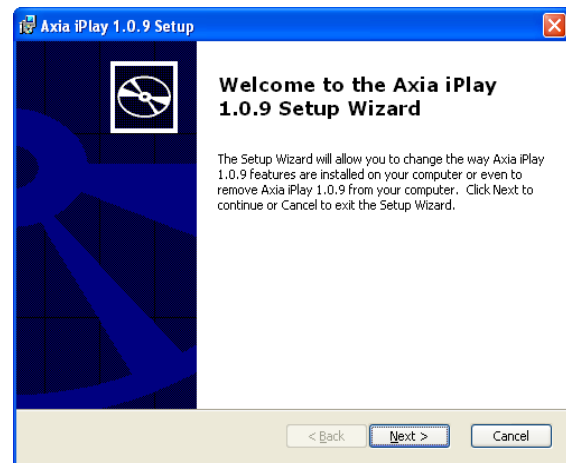 Axia iPlay 1.0.9 Setup
Welcome to the Axia iPlay
1.0.9 Setup Wizard
The Setup Wizard will allow you to change the way Axia iPlay
1.0.9 features are installed on your computer or even to
remove Axia iPlay 1.0.9 from your computer. Click Next to
continue or Cancel to exit the Setup Wizard.
< Back Next > Cancel